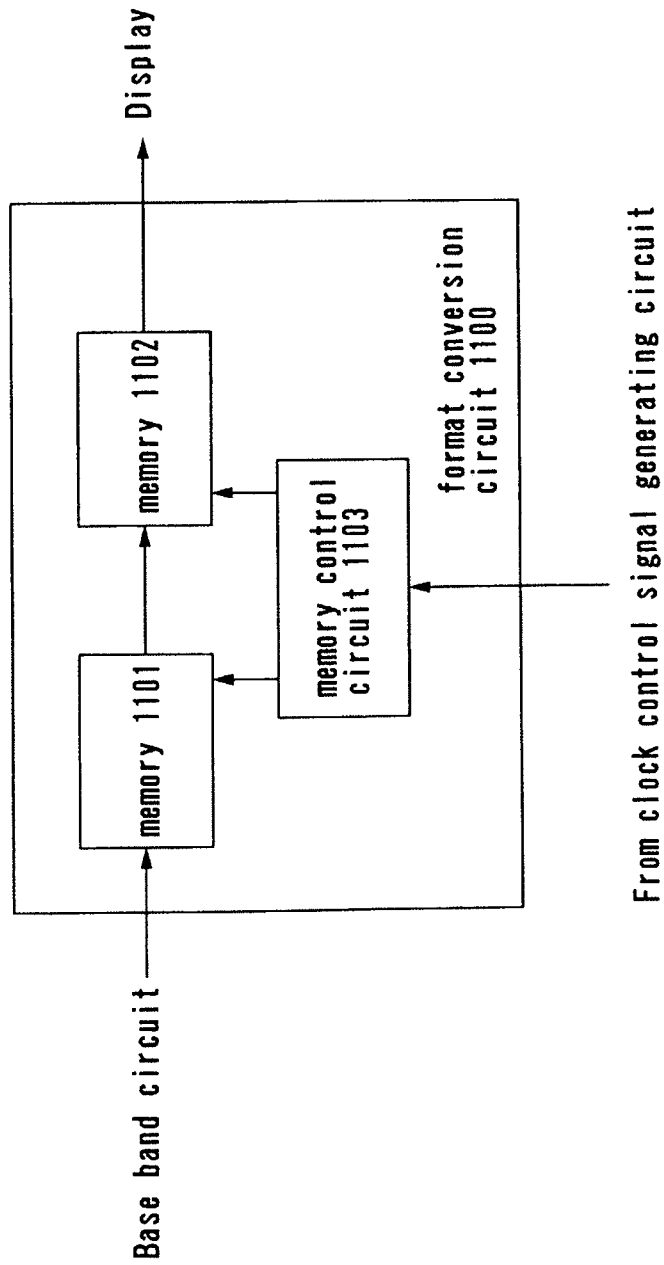 Base band circuit
memory 1101
memory 1102
Display
memory control
circuit 1103
format conversion
circuit 1100
From clock control signal generating circuit